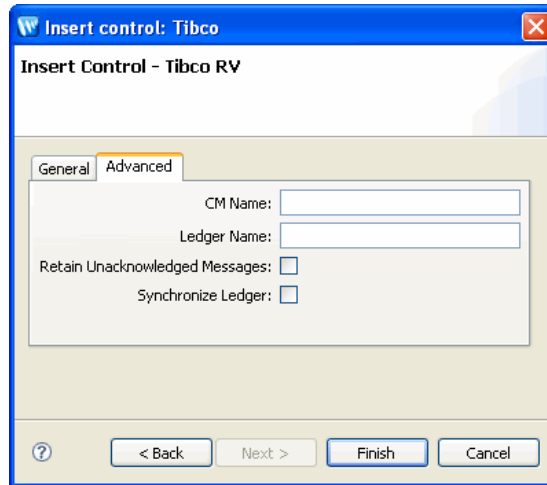 Insert control: Tibco
Insert Control - Tibco RV
General Advanced
CM Name:
Ledger Name:
Retain Unacknowledged Messages:
Synchronize Ledger:
? < Back Next > Finish Cancel